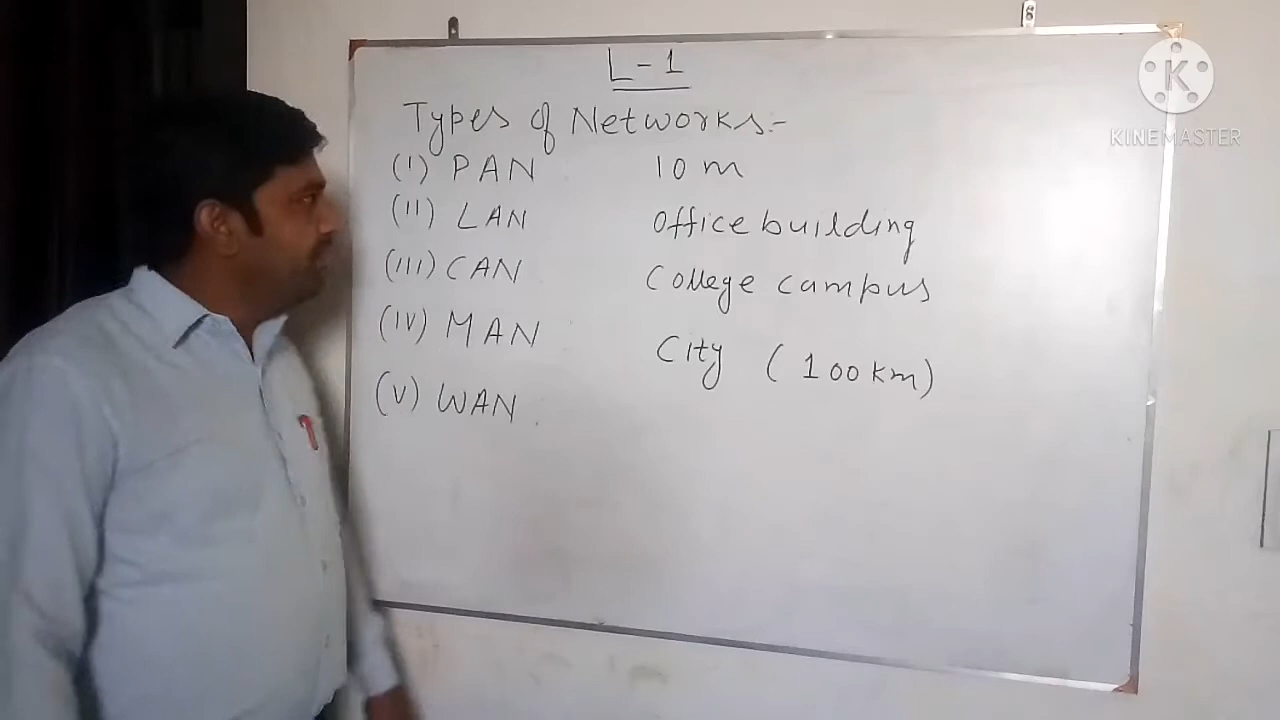 L-1
Types of Networks:-
(I) PAN 10 m
(II) LAN Office building
(III) CAN College campus
(IV) MAN City (100 km)
(V) WAN
K
KINEMASTER